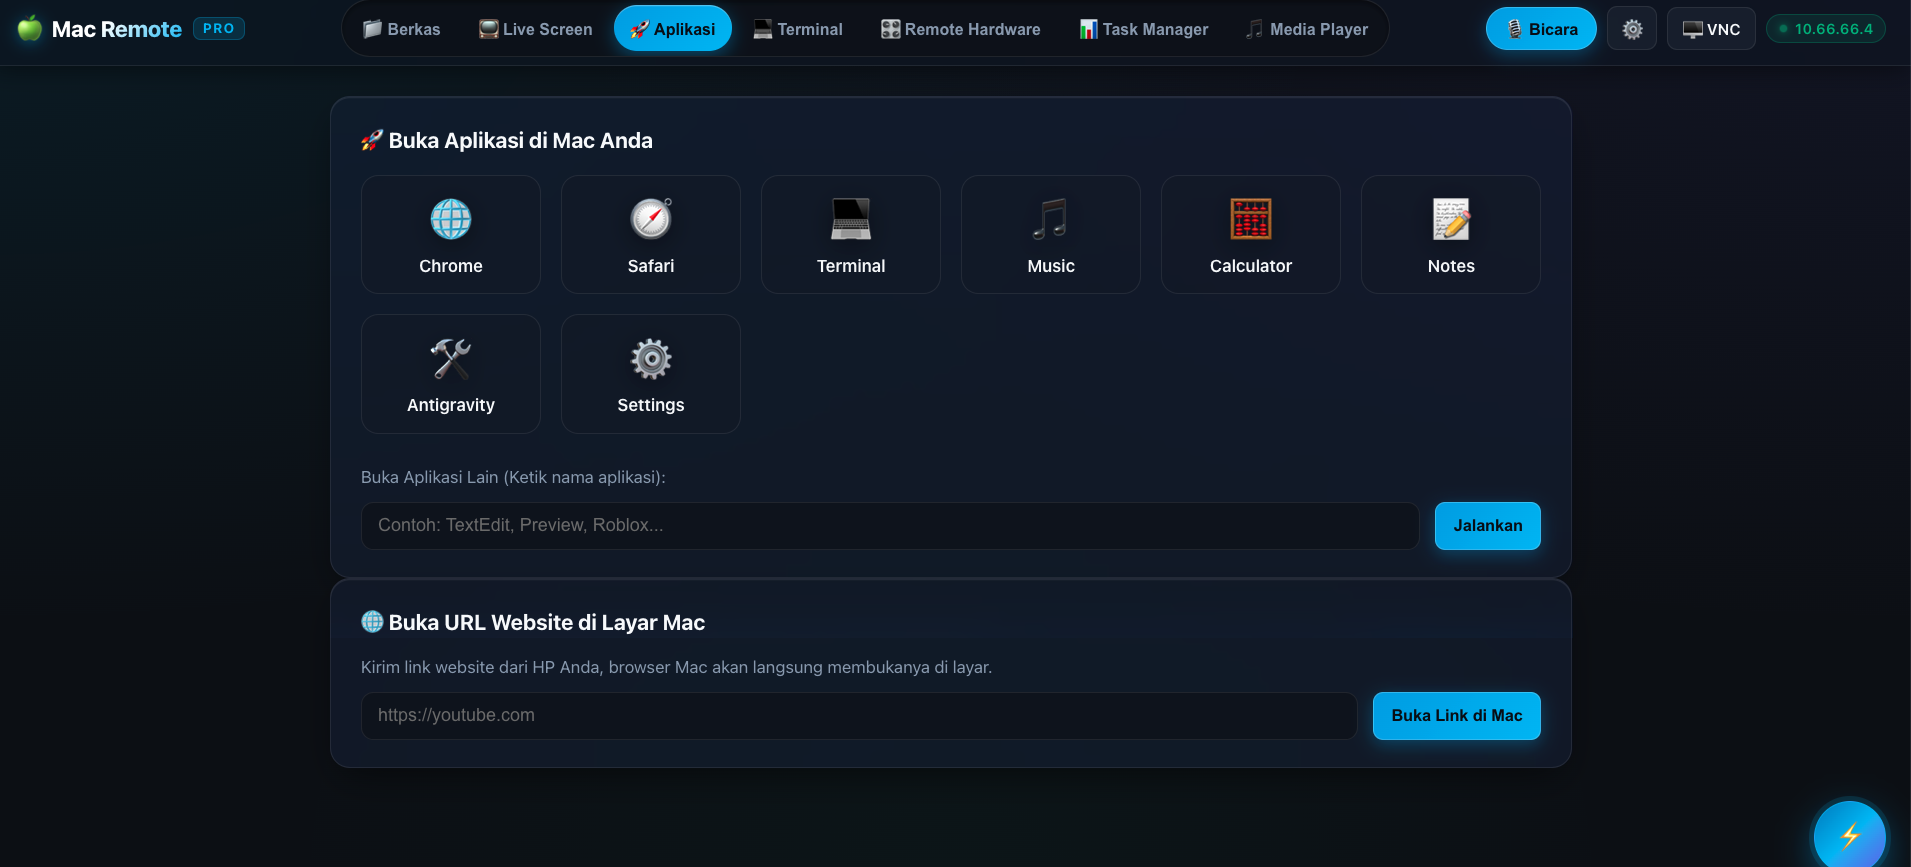 Mac Remote PRO
Berkas Live Screen Aplikasi Terminal Remote Hardware Task Manager Media Player
Bicara VNC 10.66.66.4
Buka Aplikasi di Mac Anda
Chrome Safari Terminal Music Calculator Notes
Antigravity Settings
Buka Aplikasi Lain (Ketik nama aplikasi):
Contoh: TextEdit, Preview, Roblox...
Jalankan
Buka URL Website di Layar Mac
Kirim link website dari HP Anda, browser Mac akan langsung membukanya di layar.
https://youtube.com
Buka Link di Mac